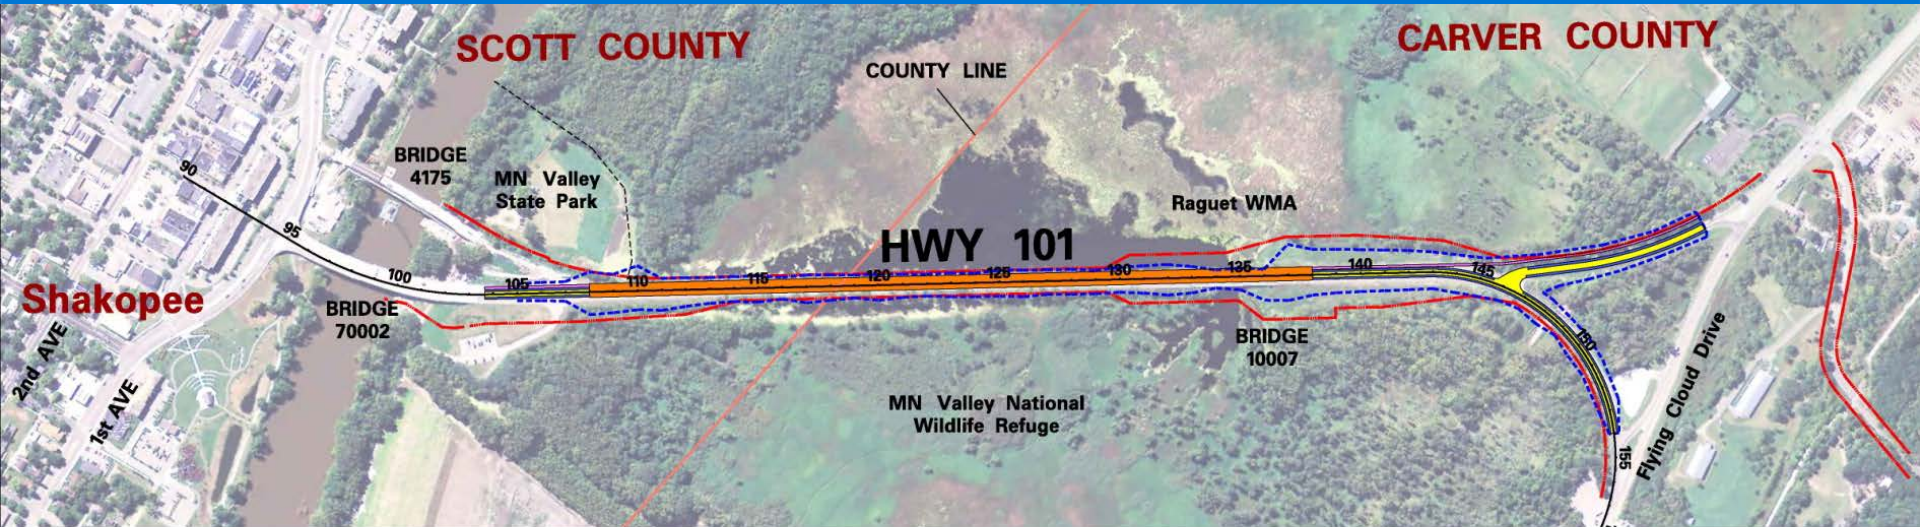 SCOTT COUNTY
CARVER COUNTY
COUNTY LINE
BRIDGE
4175
MN Valley
State Park
90
Raguet WMA
95
HWY 101
100
105
110
115
120
125
130
135
140
145
Shakopee
BRIDGE
70002
BRIDGE
10007
150
2nd AVE
1st AVE
MN Valley National
Wildlife Refuge
Flying Cloud Drive
155